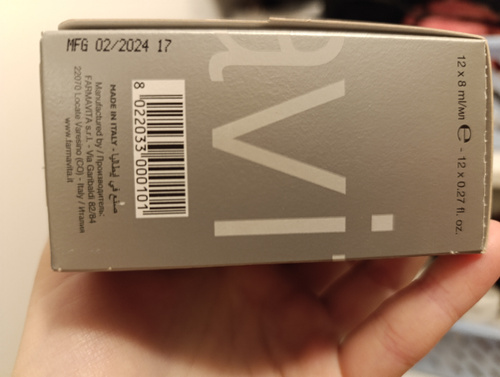 MFG 02/2024 17
avi
12 x 8 ml/мл e - 12 x 0.27 fl. oz.
8 022033 000101
MADE IN ITALY - صنع في إيطاليا
Manufactured by / Производитель:
FARMAVITA s.r.l. - Via Garibaldi 82/84
22070 Locate Varesino (CO) - Italy / Италия
www.farmavita.it